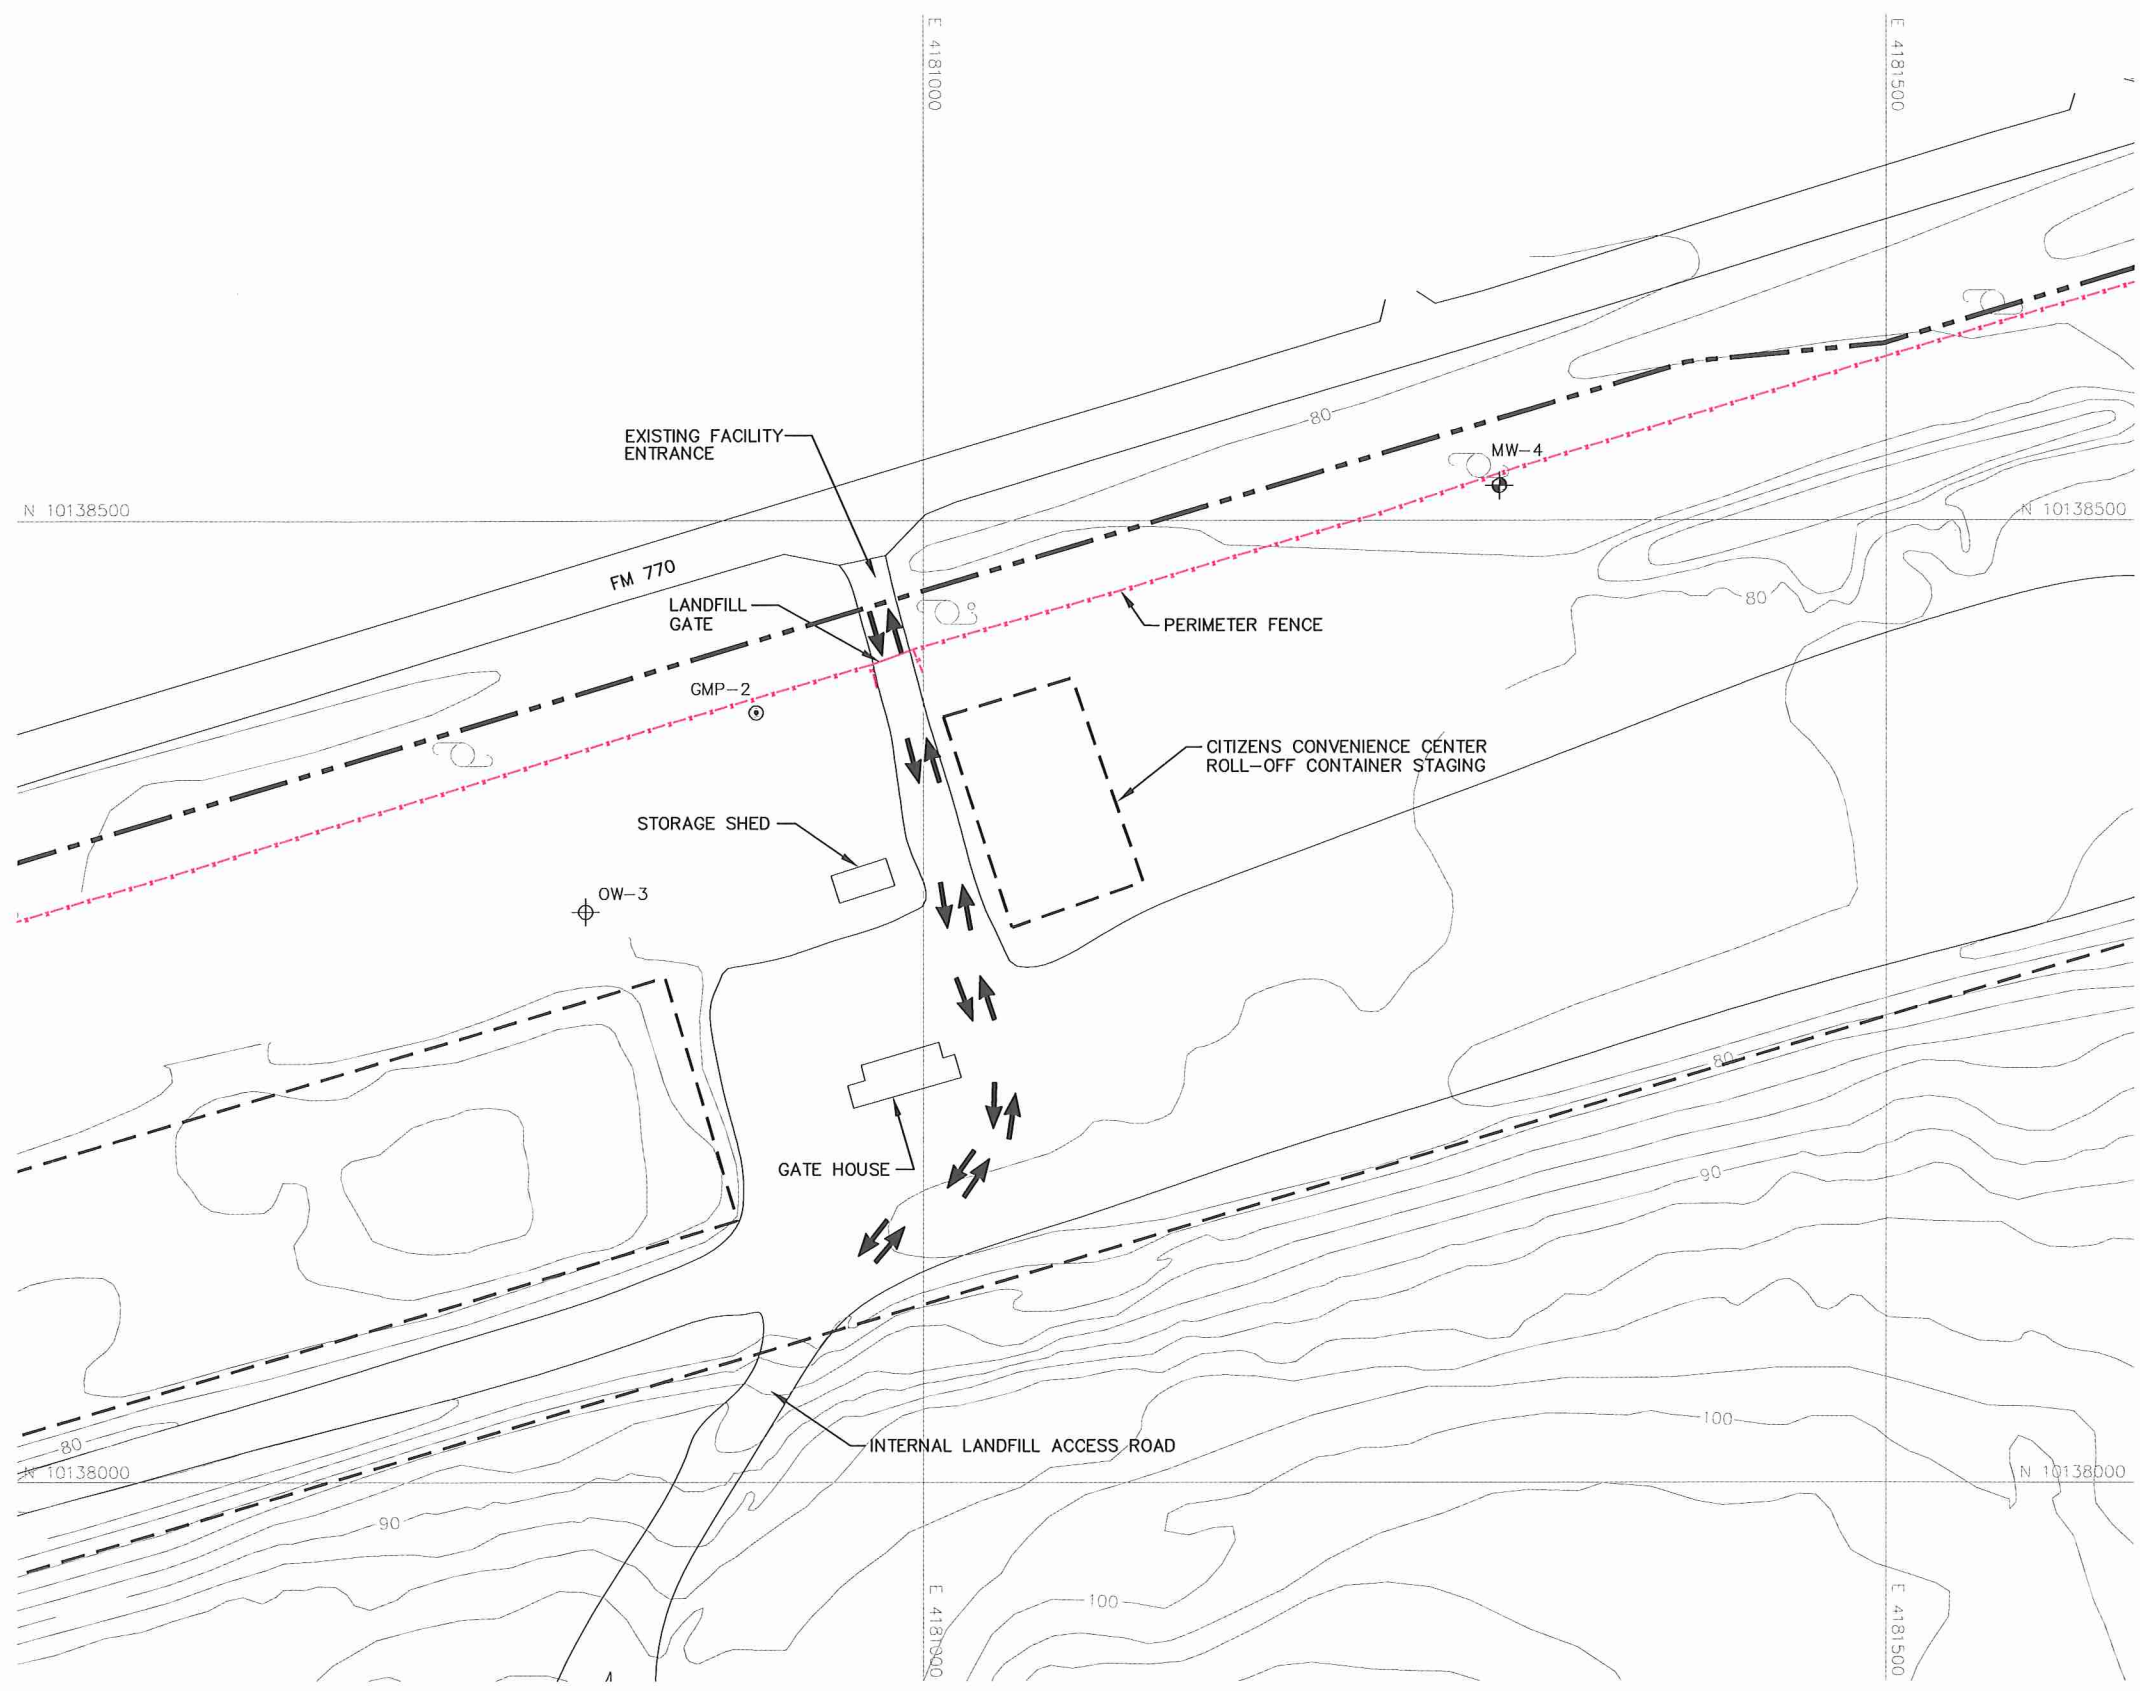 E 4181000
E 4181500
80
EXISTING FACILITY
ENTRANCE
MW-4
N 10138500
N 10138500
FM 770
LANDFILL
GATE
80
PERIMETER FENCE
GMP-2
CITIZENS CONVENIENCE CENTER
ROLL-OFF CONTAINER STAGING
STORAGE SHED
OW-3
80
GATE HOUSE
90
100
80
INTERNAL LANDFILL ACCESS ROAD
N 10138000
N 10138000
90
100
E 4181000
E 4181500